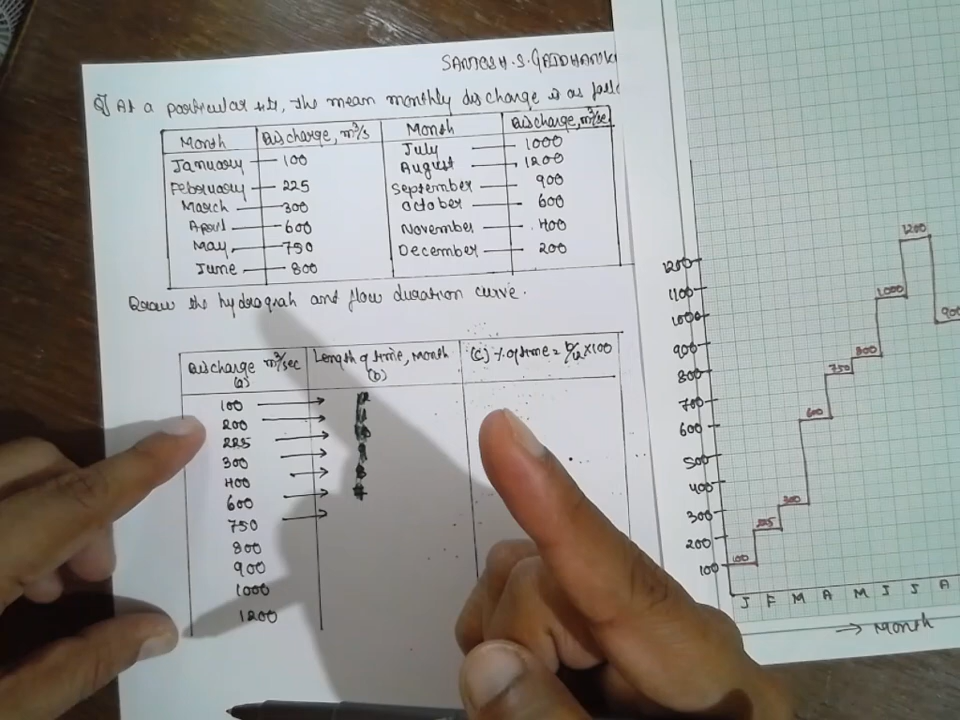 SANTESH.S.
Q] At a particular site, the mean monthly discharge is as
Month Discharge, m³/s Month Discharge, m³/sec
January 100 July 1000
February 225 August 1200
March 300 September 900
April 600 October 600
May 750 November 400
June 800 December 200
Draw the hydrograh and flow duration curve.
Discharge m³/sec (a) Length of time, Month (b) (c) % of time = b/12 × 100
100
200
225
300
400
600
750
800
900
1000
1200
1200
1100
1000
900
800
700
600
500
400
300
200
100
100 225 300 600 750 800 1000 1200 900
J F M A M J J A
→ Month